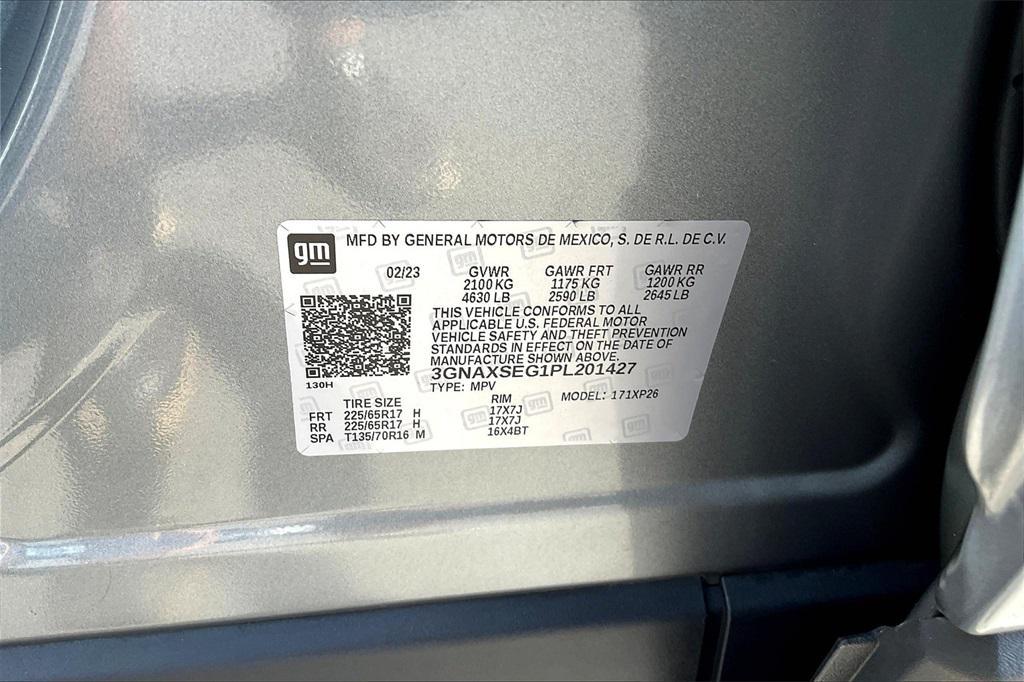 gm MFD BY GENERAL MOTORS DE MEXICO, S. DE R.L. DE C.V.
02/23 GVWR GAWR FRT GAWR RR
2100 KG 1175 KG 1200 KG
4630 LB 2590 LB 2645 LB
THIS VEHICLE CONFORMS TO ALL
APPLICABLE U.S. FEDERAL MOTOR
VEHICLE SAFETY AND THEFT PREVENTION
STANDARDS IN EFFECT ON THE DATE OF
MANUFACTURE SHOWN ABOVE.
3GNAXSEG1PL201427
130H TYPE: MPV MODEL: 171XP26
TIRE SIZE RIM
FRT 225/65R17 H 17X7J
RR 225/65R17 H 17X7J
SPA T135/70R16 M 16X4BT